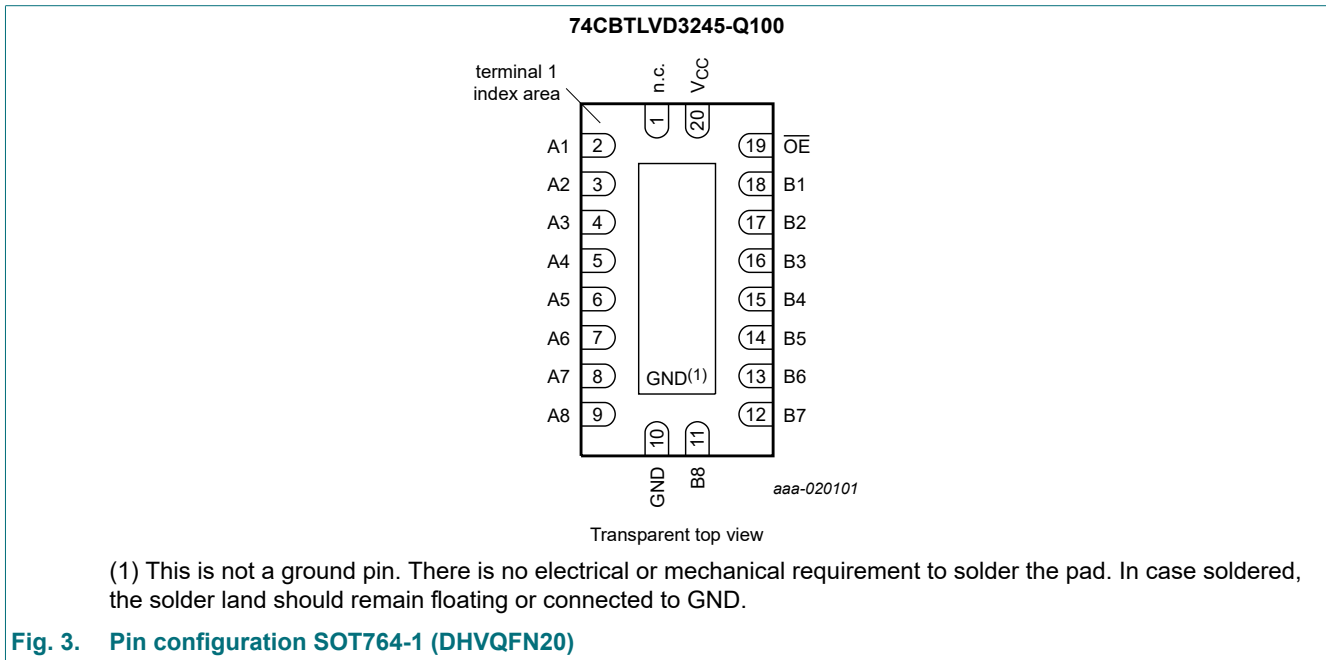 74CBTLVD3245-Q100
terminal 1
index area
n.c.
VCC
1
20
A1 2
19 OE
A2 3
18 B1
A3 4
17 B2
A4 5
16 B3
A5 6
15 B4
A6 7
14 B5
A7 8
GND(1)
13 B6
A8 9
12 B7
10
11
GND
B8
aaa-020101
Transparent top view
(1) This is not a ground pin. There is no electrical or mechanical requirement to solder the pad. In case soldered,
the solder land should remain floating or connected to GND.
Fig. 3. Pin configuration SOT764-1 (DHVQFN20)